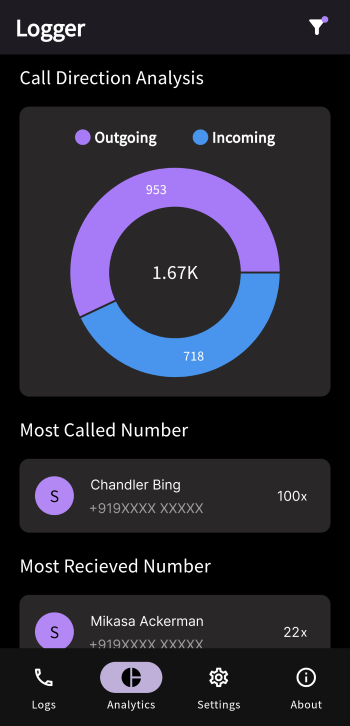 Logger
Call Direction Analysis
Outgoing Incoming
953
1.67K
718
Most Called Number
S
Chandler Bing
+919XXXX XXXXX
100x
Most Recieved Number
S
Mikasa Ackerman
+919XXXX XXXXX
22x
Logs Analytics Settings About